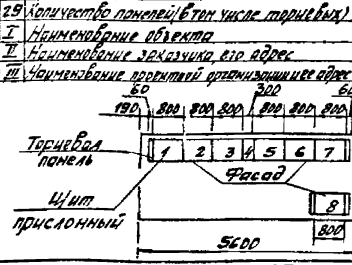 29 Количество панелей (в том числе торцевых)
I Наименование объекта
II Наименование заказчика, его адрес
III Наименование проектной организации и ее адрес
60 300 60
190 800 800 800 800 800 800
Торцевая панель
1 2 3 4 5 6 7
Фасад
Щит прислонный
8
800
5600